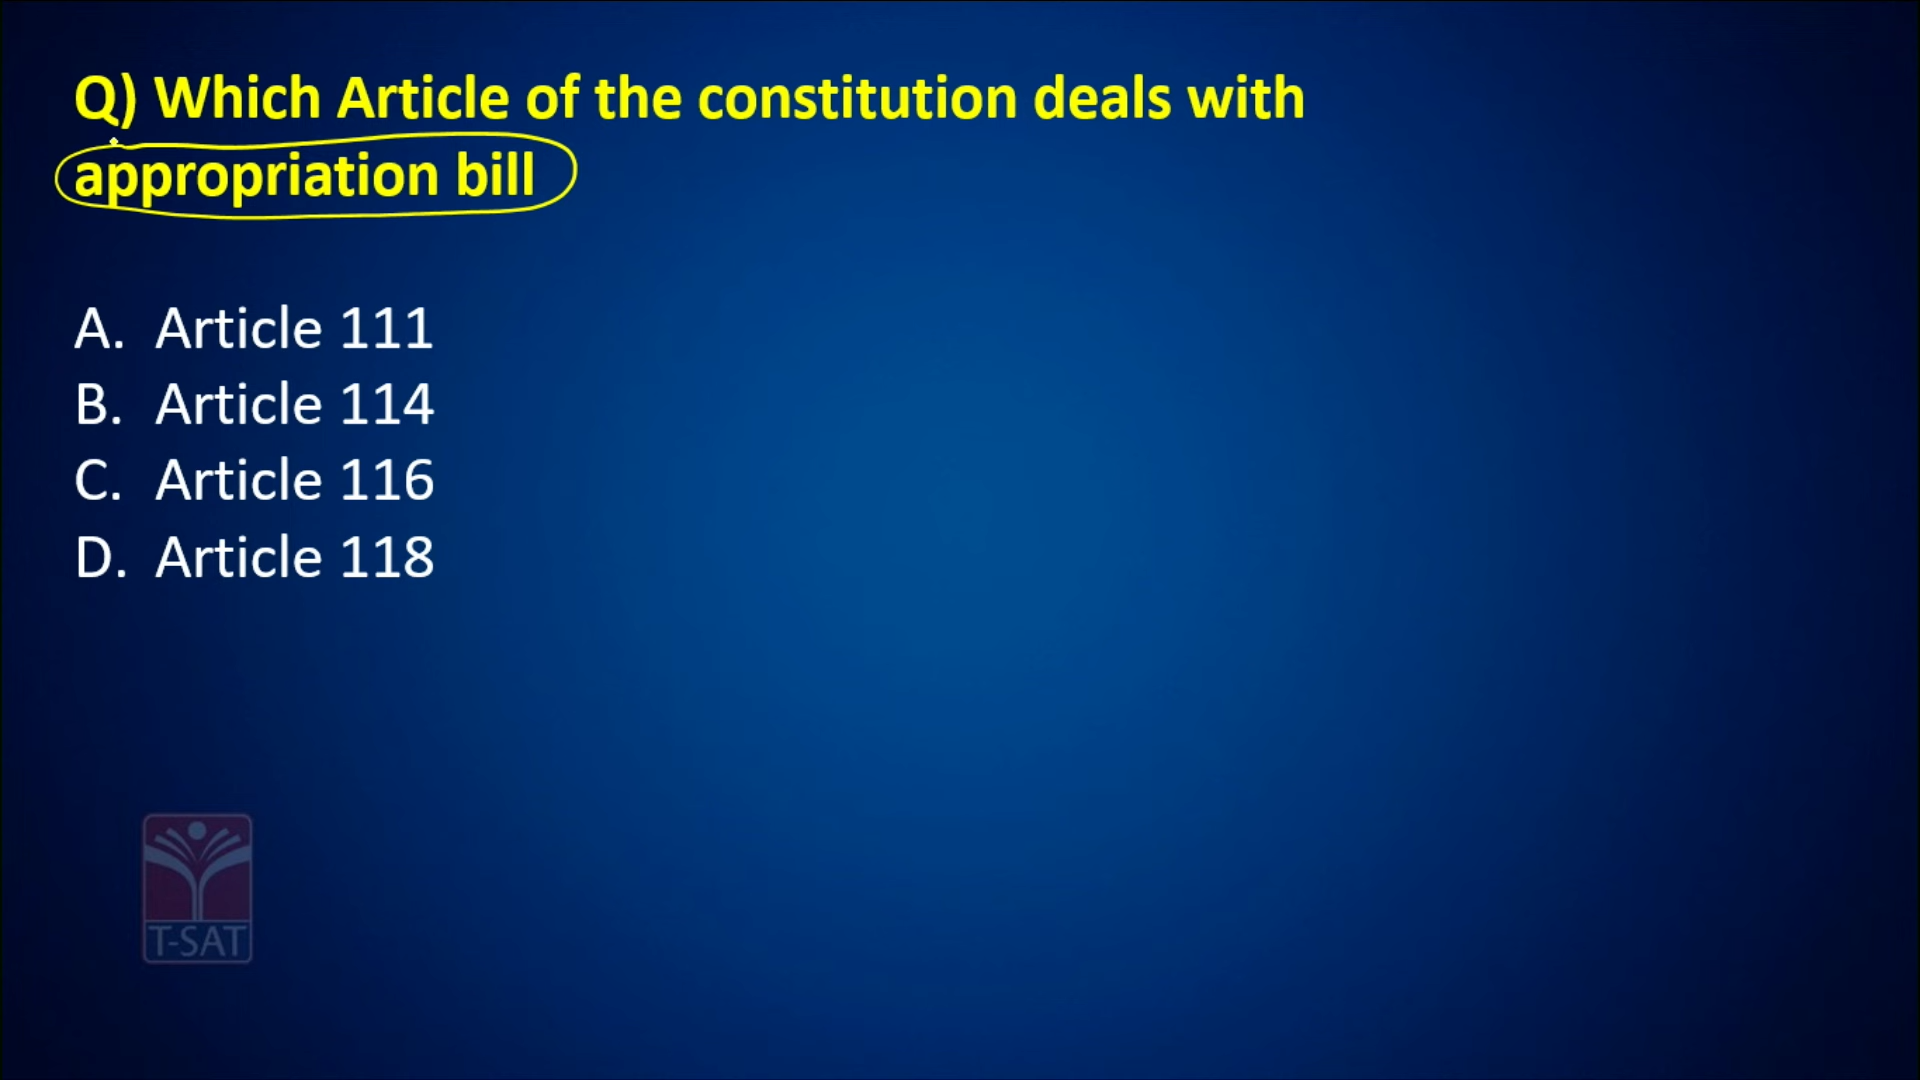 Q) Which Article of the constitution deals with
appropriation bill
A. Article 111
B. Article 114
C. Article 116
D. Article 118
T-SAT